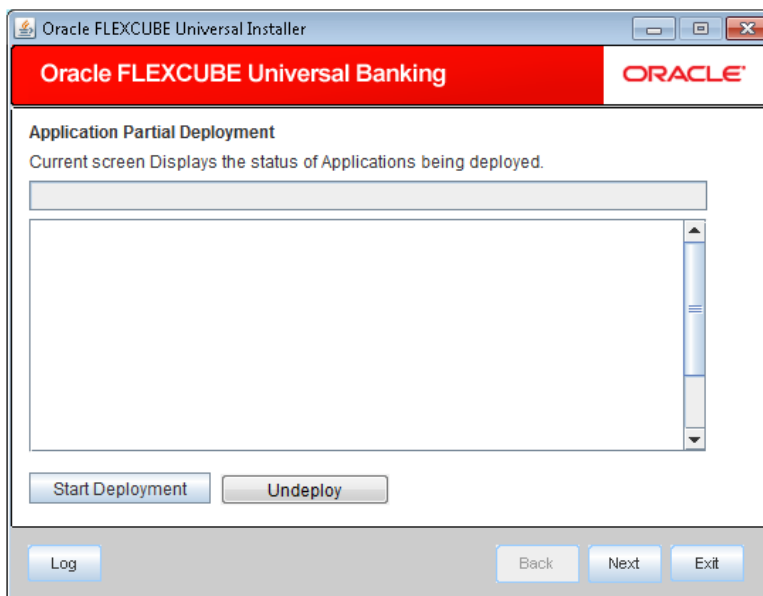 Oracle FLEXCUBE Universal Installer
Oracle FLEXCUBE Universal Banking
ORACLE
Application Partial Deployment
Current screen Displays the status of Applications being deployed.
Start Deployment
Undeploy
Log
Back
Next
Exit